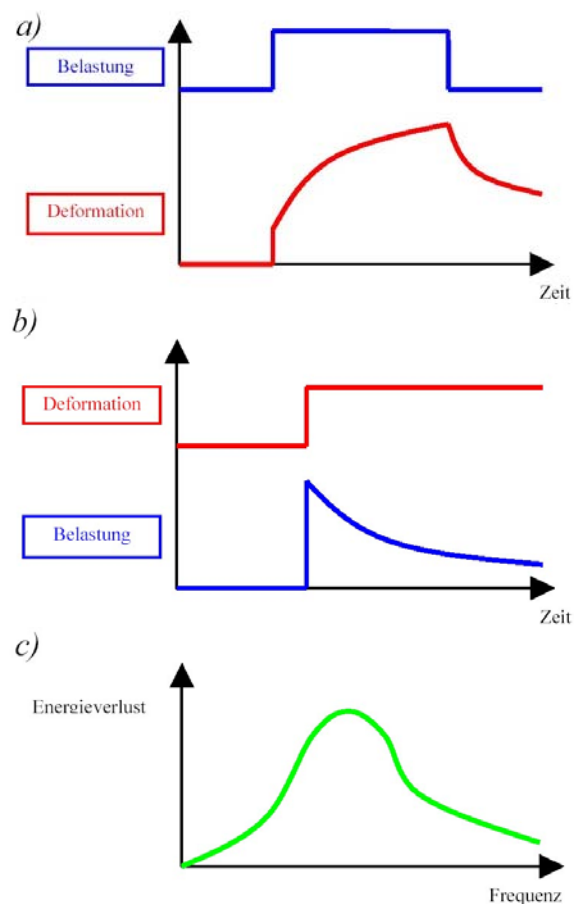 a)
Belastung
Deformation
Zeit
b)
Deformation
Belastung
Zeit
c)
Energieverlust
Frequenz